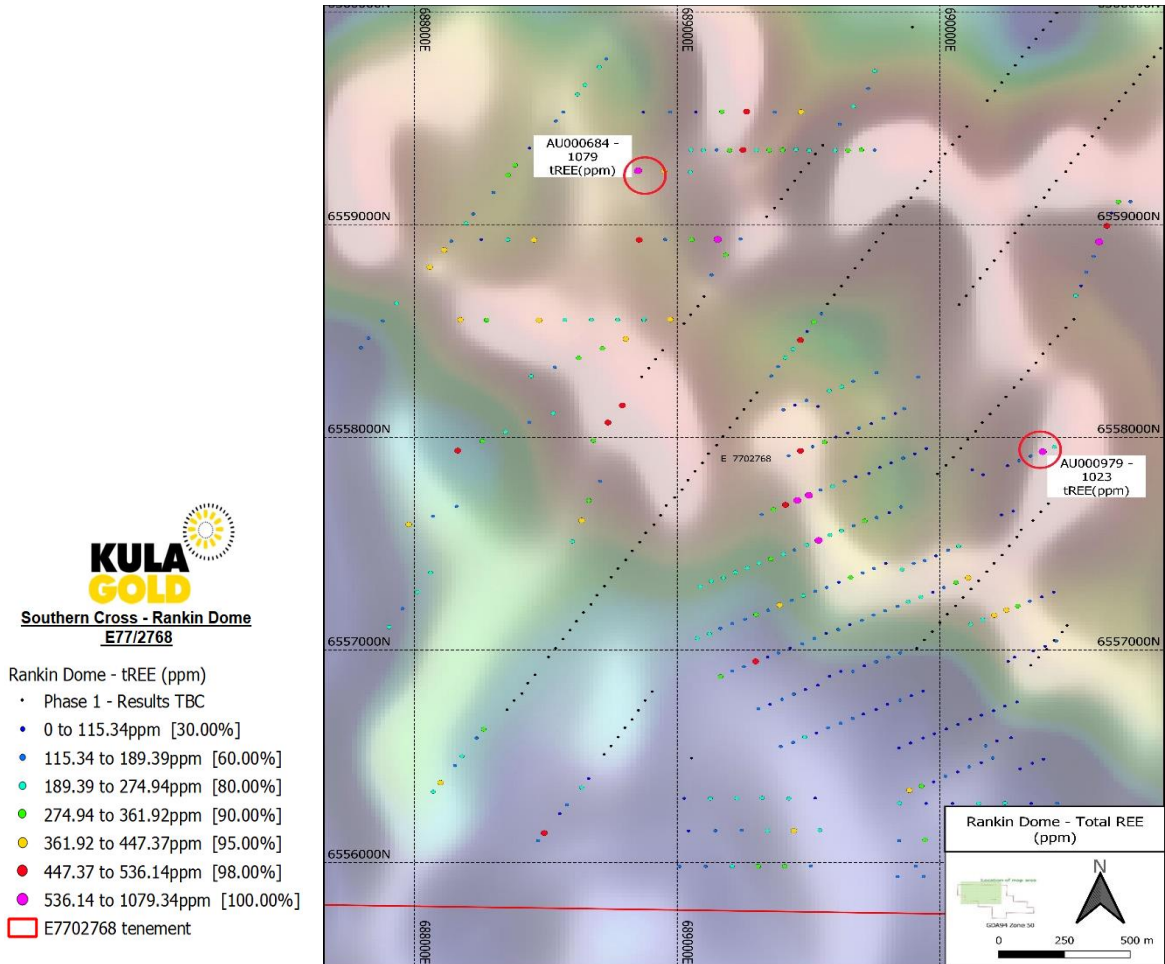 KULA
GOLD
Southern Cross - Rankin Dome
E77/2768
Rankin Dome - tREE (ppm)
Phase 1 - Results TBC
0 to 115.34ppm [30.00%]
115.34 to 189.39ppm [60.00%]
189.39 to 274.94ppm [80.00%]
274.94 to 361.92ppm [90.00%]
361.92 to 447.37ppm [95.00%]
447.37 to 536.14ppm [98.00%]
536.14 to 1079.34ppm [100.00%]
E7702768 tenement
688000E
689000E
690000E
AU000684 -
1079
tREE(ppm)
6559000N
6559000N
6558000N
6558000N
E 7702768
AU000979 -
1023
tREE(ppm)
6557000N
6557000N
6556000N
688000E
689000E
Rankin Dome - Total REE
(ppm)
Location of map area
GDA94 Zone 50
N
0 250 500 m